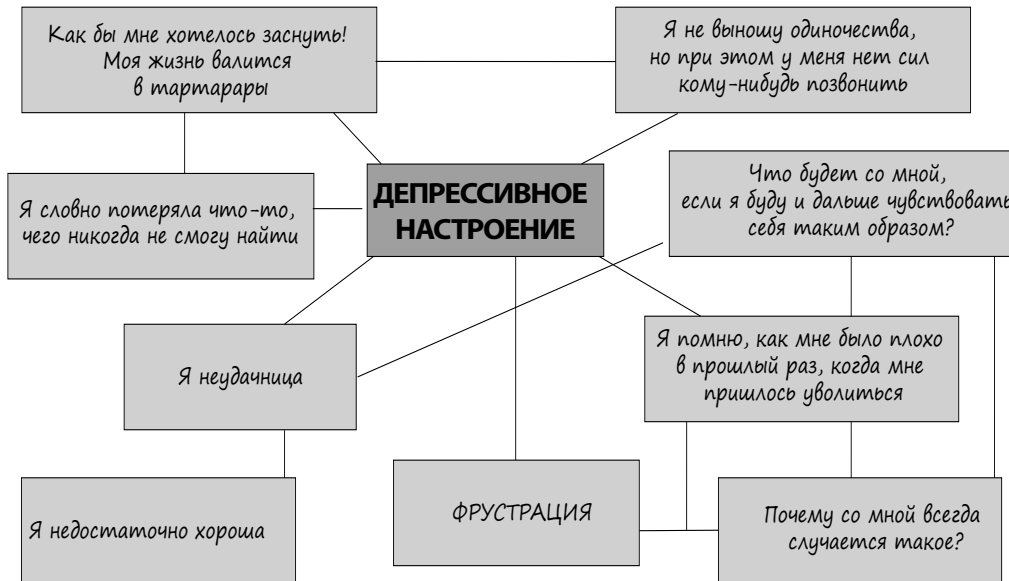 Как бы мне хотелось заснуть!
Моя жизнь валится
в тартарары
Я не выношу одиночества,
но при этом у меня нет сил
кому-нибудь позвонить
ДЕПРЕССИВНОЕ
НАСТРОЕНИЕ
Что будет со мной,
если я буду и дальше чувствовать
себя таким образом?
Я словно потеряла что-то,
чего никогда не смогу найти
Я неудачница
Я помню, как мне было плохо
в прошлый раз, когда мне
пришлось уволиться
Я недостаточно хороша
ФРУСТРАЦИЯ
Почему со мной всегда
случается такое?